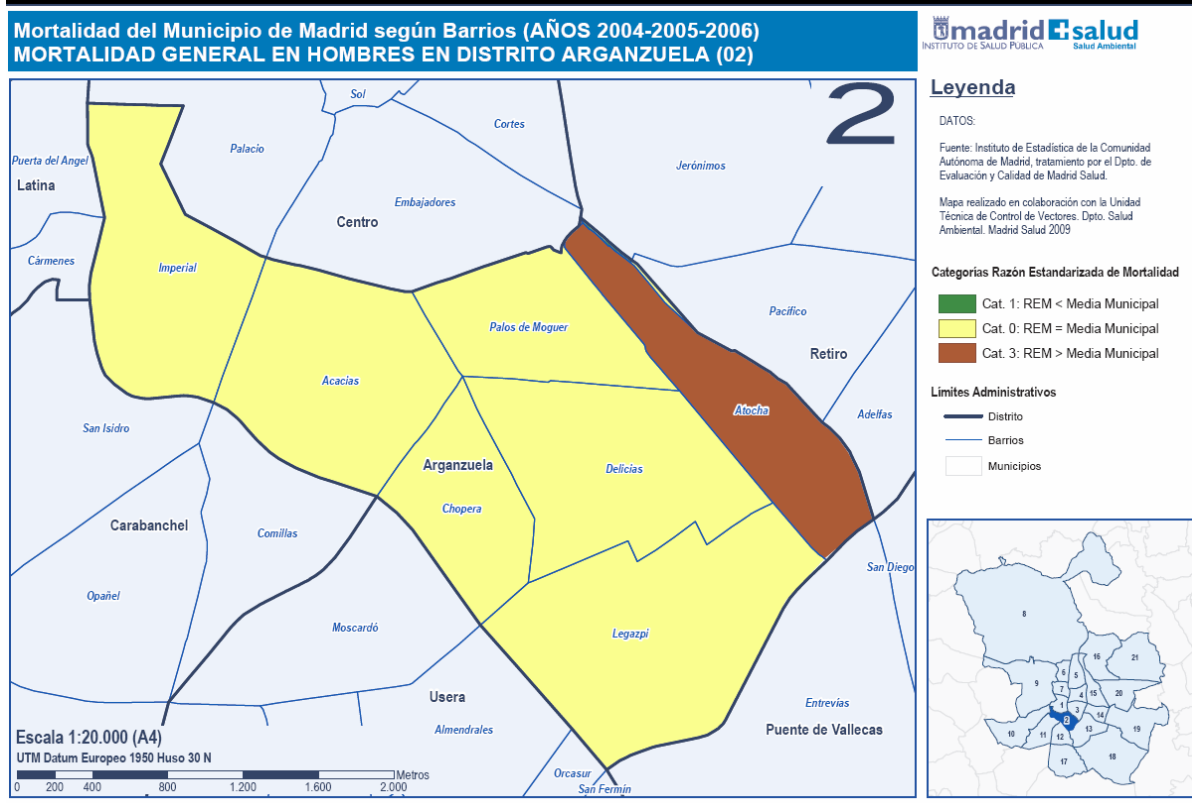 Mortalidad del Municipio de Madrid según Barrios (AÑOS 2004-2005-2006)
MORTALIDAD GENERAL EN HOMBRES EN DISTRITO ARGANZUELA (02)
madrid salud
INSTITUTO DE SALUD PÚBLICA
Salud Ambiental
2
Sol
Cortes
Palacio
Jerónimos
Puerta del Angel
Latina
Embajadores
Centro
Cármenes
Imperial
Pacífico
Palos de Moguer
Retiro
Acacias
Atocha
Adelfas
San Isidro
Arganzuela
Delicias
Chopera
Carabanchel
Comillas
San Diego
Opañel
Moscardó
Legazpi
Usera
Entrevías
Almendrales
Puente de Vallecas
Orcasur
San Fermín
Escala 1:20.000 (A4)
UTM Datum Europeo 1950 Huso 30 N
Metros
0 200 400 800 1.200 1.600 2.000
Leyenda
DATOS:
Fuente: Instituto de Estadística de la Comunidad
Autónoma de Madrid, tratamiento por el Dpto. de
Evaluación y Calidad de Madrid Salud.
Mapa realizado en colaboración con la Unidad
Técnica de Control de Vectores. Dpto. Salud
Ambiental. Madrid Salud 2009
Categorias Razón Estandarizada de Mortalidad
Cat. 1: REM < Media Municipal
Cat. 0: REM = Media Municipal
Cat. 3: REM > Media Municipal
Límites Administrativos
Distrito
Barrios
Municipios
8
16
21
6
5
9
7
4
15
20
1
3
2
14
13
19
10
11
12
18
17